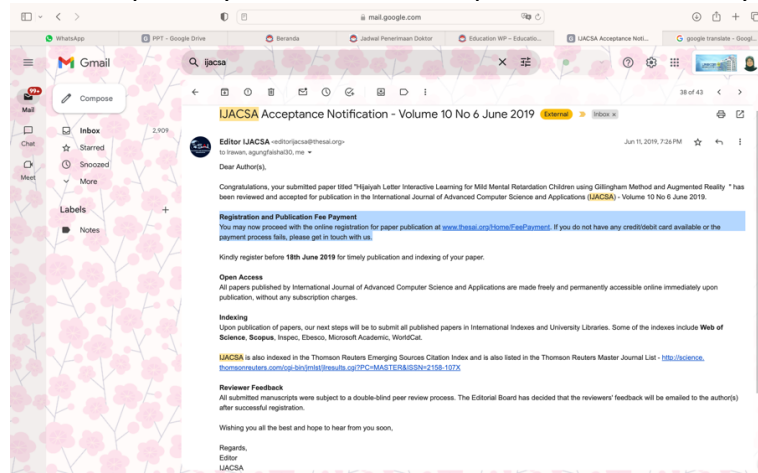 mail.google.com
WhatsApp
PPT – Google Drive
Beranda
Jadwal Penerimaan Doktor
Education WP – Educatio...
IJACSA Acceptance Noti...
google translate - Googl...
Gmail
ijacsa
99+
Mail
Compose
38 of 43
IJACSA Acceptance Notification - Volume 10 No 6 June 2019 External Inbox x
Chat
Inbox 2,909
Starred
Snoozed
Meet
More
Labels
Notes
Editor IJACSA <editorijacsa@thesai.org>
Jun 11, 2019, 7:26 PM
to Irawan, agungfaisha30, me
Dear Author(s),
Congratulations, your submitted paper titled "Hijaiyah Letter Interactive Learning for Mild Mental Retardation Children using Gillingham Method and Augmented Reality " has
been reviewed and accepted for publication in the International Journal of Advanced Computer Science and Applications (IJACSA) - Volume 10 No 6 June 2019.
Registration and Publication Fee Payment
You may now proceed with the online registration for paper publication at www.thesai.org/Home/FeePayment. If you do not have any credit/debit card available or the
payment process fails, please get in touch with us.
Kindly register before 18th June 2019 for timely publication and indexing of your paper.
Open Access
All papers published by International Journal of Advanced Computer Science and Applications are made freely and permanently accessible online immediately upon
publication, without any subscription charges.
Indexing
Upon publication of papers, our next steps will be to submit all published papers in International Indexes and University Libraries. Some of the indexes include Web of
Science, Scopus, Inspec, Ebesco, Microsoft Academic, WorldCat.
IJACSA is also indexed in the Thomson Reuters Emerging Sources Citation Index and is also listed in the Thomson Reuters Master Journal List - http://science.
thomsonreuters.com/cgi-bin/jrnlst/jlresults.cgi?PC=MASTER&ISSN=2158-107X
Reviewer Feedback
All submitted manuscripts were subject to a double-blind peer review process. The Editorial Board has decided that the reviewers' feedback will be emailed to the author(s)
after successful registration.
Wishing you all the best and hope to hear from you soon,
Regards,
Editor
IJACSA